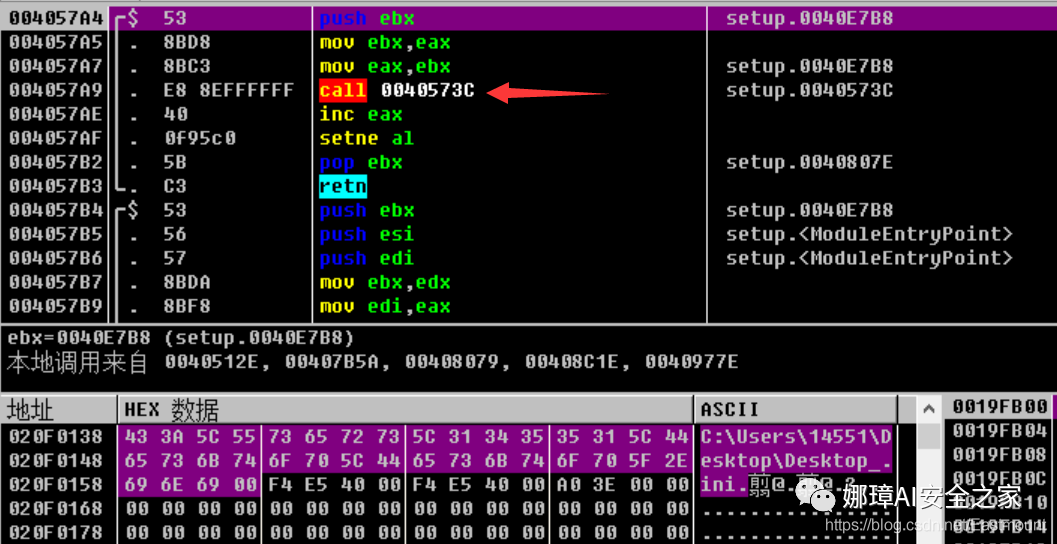 004057A4 $ 53 push ebx setup.0040E7B8
004057A5 . 8BD8 mov ebx,eax
004057A7 . 8BC3 mov eax,ebx setup.0040E7B8
004057A9 . E8 8EFFFFFF call 0040573C setup.0040573C
004057AE . 40 inc eax
004057AF . 0f95c0 setne al
004057B2 . 5B pop ebx setup.0040807E
004057B3 . C3 retn
004057B4 $ 53 push ebx setup.0040E7B8
004057B5 . 56 push esi setup.<ModuleEntryPoint>
004057B6 . 57 push edi setup.<ModuleEntryPoint>
004057B7 . 8BDA mov ebx,edx
004057B9 . 8BF8 mov edi,eax
ebx=0040E7B8 (setup.0040E7B8)
本地调用来自 0040512E, 00407B5A, 00408079, 00408C1E, 0040977E
地址 HEX 数据 ASCII 0019FB00
020F0138 43 3A 5C 55 73 65 72 73 5C 31 34 35 35 31 5C 44 C:\Users\14551\D 0019FB04
020F0148 65 73 6B 74 6F 70 5C 44 65 73 6B 74 6F 70 5F 2E esktop\Desktop_. 0019FB08
020F0158 69 6E 69 00 F4 E5 40 00 F4 E5 40 00 A0 3E 00 00 ini. 0019FB0C
020F0168 00 00 00 00 00 00 00 00 00 00 00 00 00 00 00 00 ................
020F0178 00 00 00 00 00 00 00 00 00 00 00 00 00 00 00 00
娜璋AI安全之家
https://blog.csdn.net/Eastmount